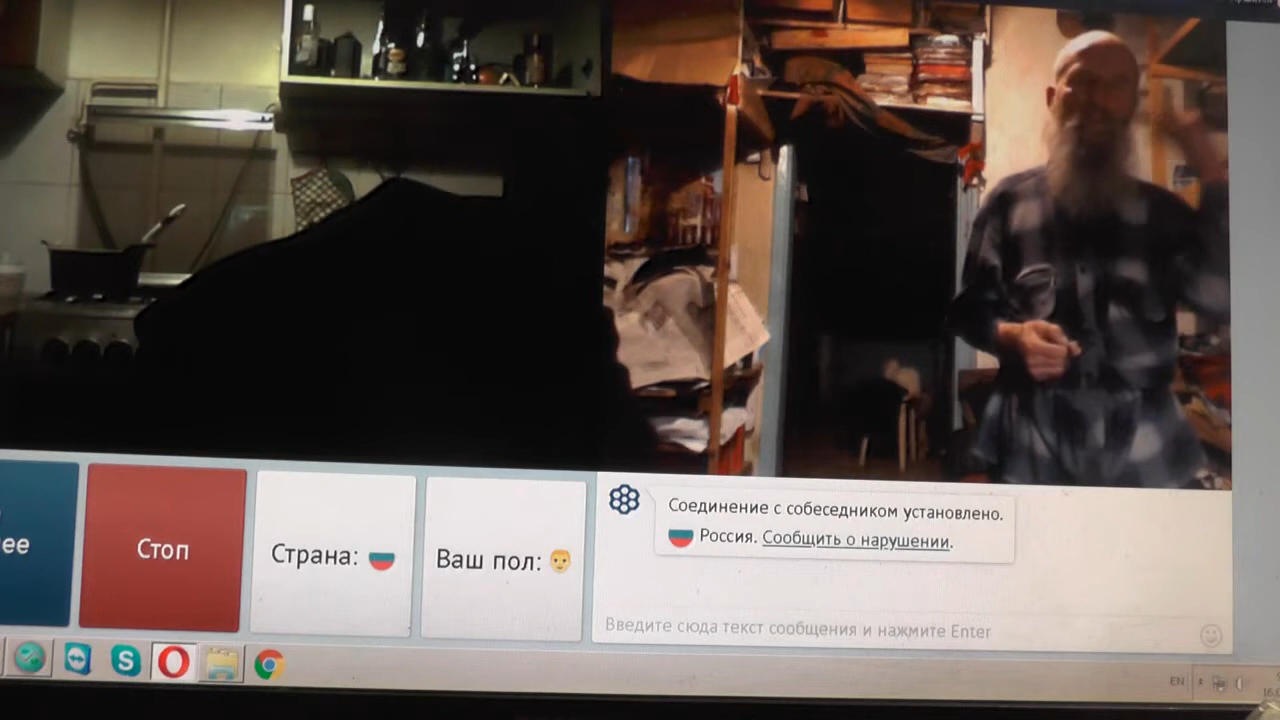 ее
Стоп
Страна:
Ваш пол:
Соединение с собеседником установлено.
Россия. Сообщить о нарушении.
Введите сюда текст сообщения и нажмите Enter
EN